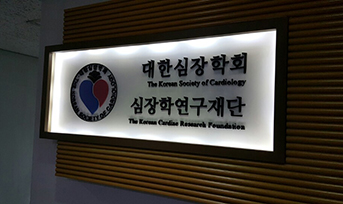 대한심장학회
The Korean Society of Cardiology
심장학연구재단
The Korean Cardiac Research Foundation